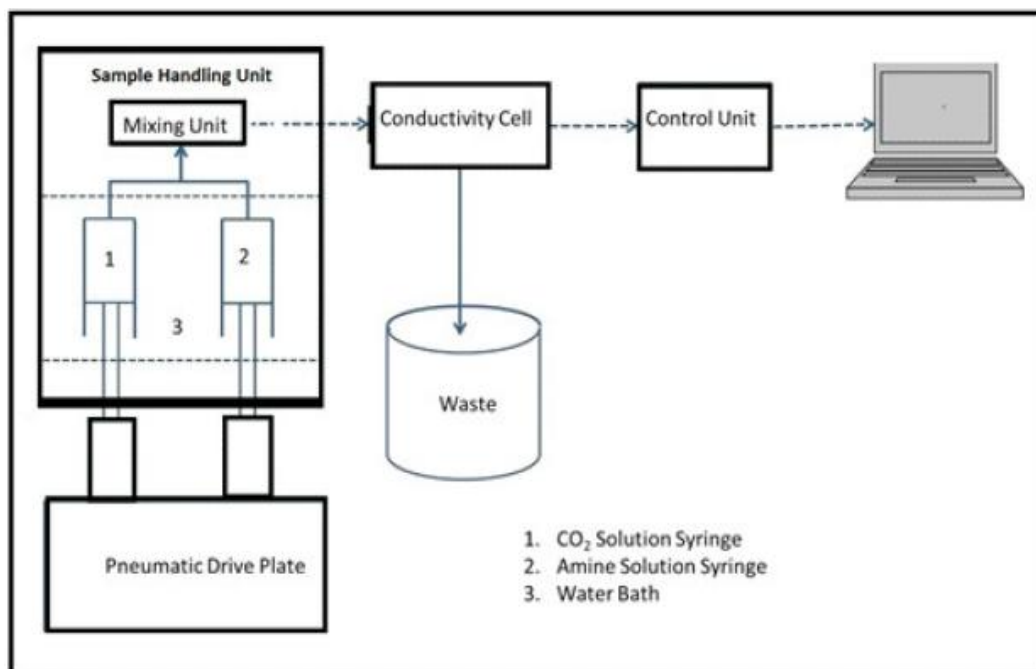 Sample Handling Unit
Mixing Unit
Conductivity Cell
Control Unit
1
2
3
Waste
Pneumatic Drive Plate
1. CO₂ Solution Syringe
2. Amine Solution Syringe
3. Water Bath